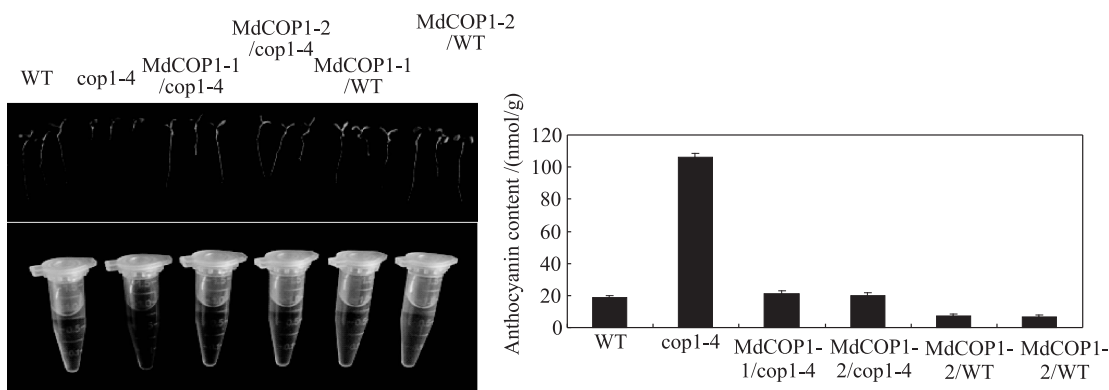 WT
cop1-4
MdCOP1-1
/cop1-4
MdCOP1-2
/cop1-4
MdCOP1-1
/WT
MdCOP1-2
/WT
Anthocyanin content /(nmol/g)
120
100
80
60
40
20
0
WT
cop1-4
MdCOP1-
1/cop1-4
MdCOP1-
2/cop1-4
MdCOP1-
2/WT
MdCOP1-
2/WT